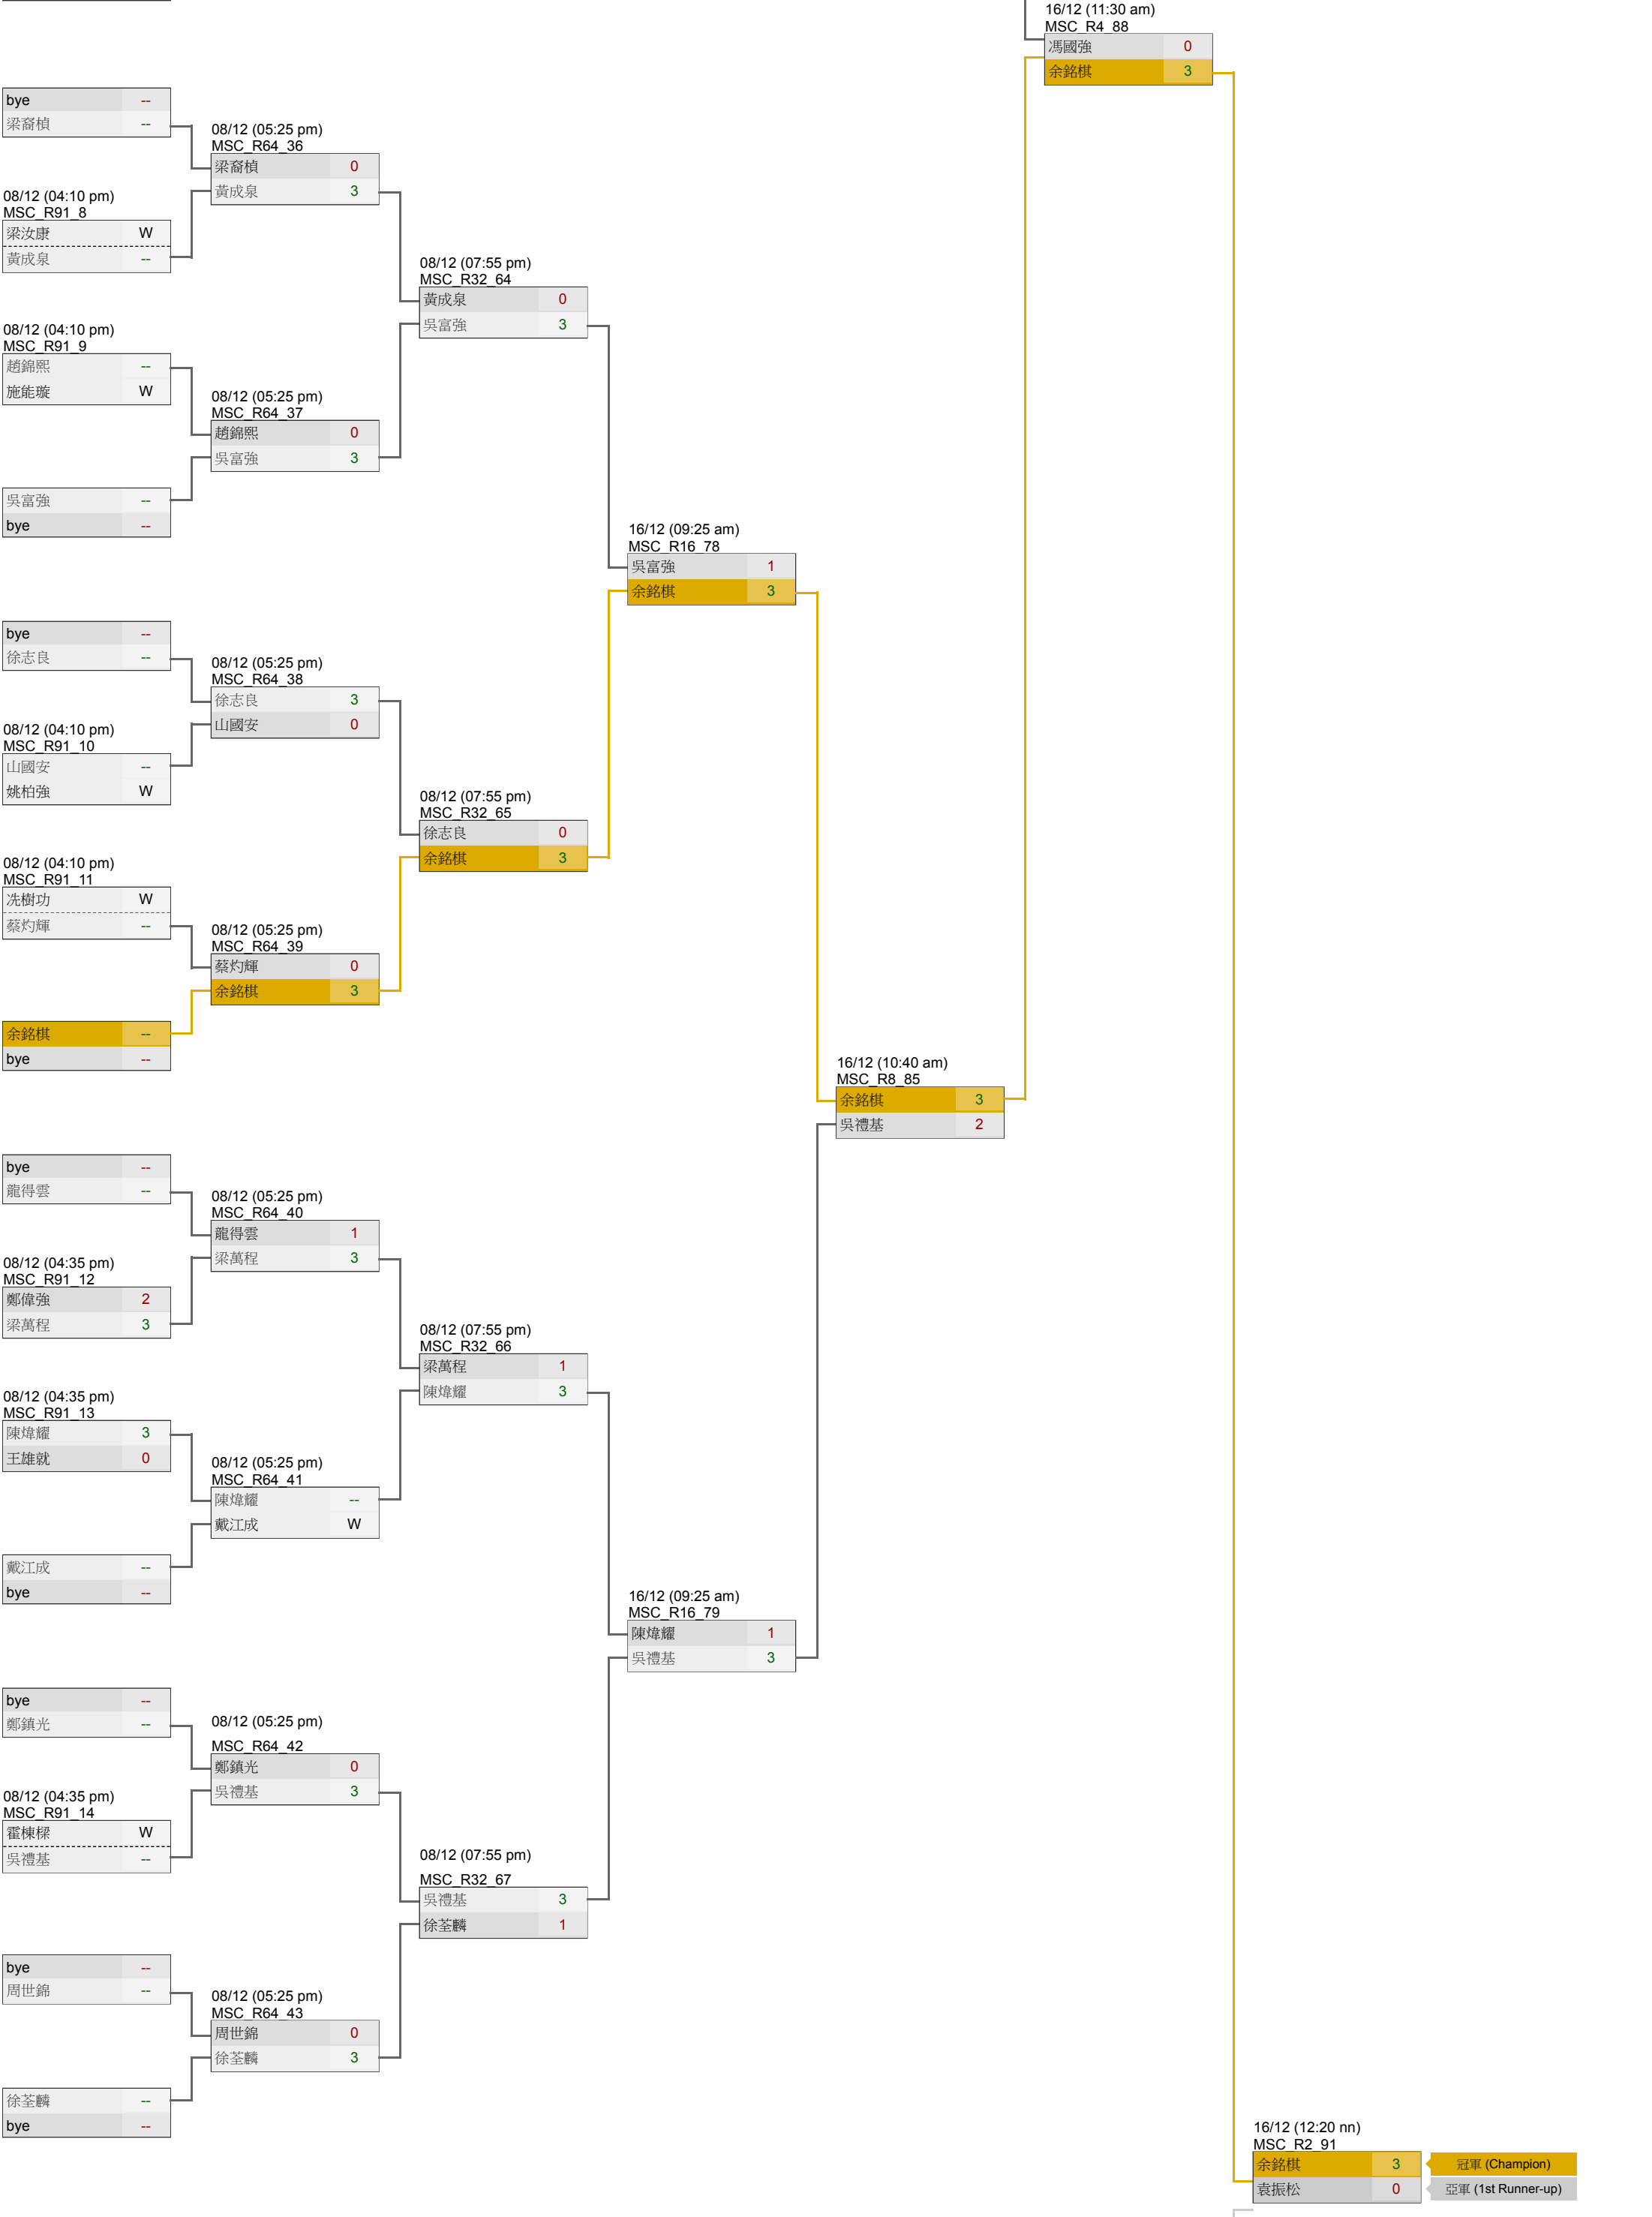 16/12 (11:30 am)
MSC_R4_88
馮國強 0
余銘棋 3
bye --
梁裔楨 --
08/12 (05:25 pm)
MSC_R64_36
梁裔楨 0
黃成泉 3
08/12 (04:10 pm)
MSC_R91_8
梁汝康 W
黃成泉 --
08/12 (07:55 pm)
MSC_R32_64
黃成泉 0
吳富強 3
08/12 (04:10 pm)
MSC_R91_9
趙錦熙 --
施能璇 W
08/12 (05:25 pm)
MSC_R64_37
趙錦熙 0
吳富強 3
吳富強 --
bye --
16/12 (09:25 am)
MSC_R16_78
吳富強 1
余銘棋 3
bye --
徐志良 --
08/12 (05:25 pm)
MSC_R64_38
徐志良 3
山國安 0
08/12 (04:10 pm)
MSC_R91_10
山國安 --
姚柏強 W
08/12 (07:55 pm)
MSC_R32_65
徐志良 0
余銘棋 3
08/12 (04:10 pm)
MSC_R91_11
冼樹功 W
蔡灼輝 --
08/12 (05:25 pm)
MSC_R64_39
蔡灼輝 0
余銘棋 3
余銘棋 --
bye --
16/12 (10:40 am)
MSC_R8_85
余銘棋 3
吳禮基 2
bye --
龍得雲 --
08/12 (05:25 pm)
MSC_R64_40
龍得雲 1
梁萬程 3
08/12 (04:35 pm)
MSC_R91_12
鄭偉強 2
梁萬程 3
08/12 (07:55 pm)
MSC_R32_66
梁萬程 1
陳煒耀 3
08/12 (04:35 pm)
MSC_R91_13
陳煒耀 3
王雄就 0
08/12 (05:25 pm)
MSC_R64_41
陳煒耀 --
戴江成 W
戴江成 --
bye --
16/12 (09:25 am)
MSC_R16_79
陳煒耀 1
吳禮基 3
bye --
鄭鎮光 --
08/12 (05:25 pm)
MSC_R64_42
鄭鎮光 0
吳禮基 3
08/12 (04:35 pm)
MSC_R91_14
霍棟樑 W
吳禮基 --
08/12 (07:55 pm)
MSC_R32_67
吳禮基 3
徐荃麟 1
bye --
周世錦 --
08/12 (05:25 pm)
MSC_R64_43
周世錦 0
徐荃麟 3
徐荃麟 --
bye --
16/12 (12:20 nn)
MSC_R2_91
余銘棋 3 冠軍 (Champion)
袁振松 0 亞軍 (1st Runner-up)